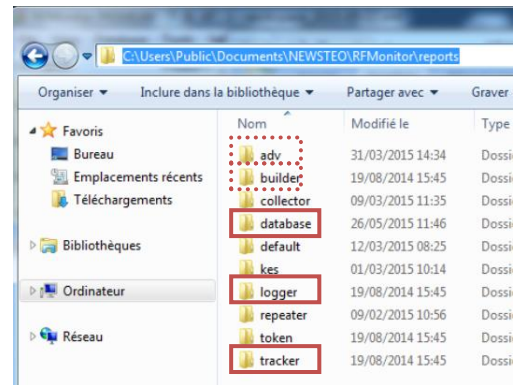 C:\Users\Public\Documents\NEWSTEO\RFMonitor\reports
Organiser Inclure dans la bibliothèque Partager avec Graver
Favoris
Bureau
Emplacements récents
Téléchargements
Bibliothèques
Ordinateur
Réseau
Nom Modifié le Type
adv 31/03/2015 14:34 Dossi
builder 19/08/2014 15:45 Dossi
collector 09/03/2015 11:35 Dossi
database 26/05/2015 11:46 Dossi
default 12/03/2015 08:25 Dossi
kes 01/03/2015 10:14 Dossi
logger 19/08/2014 15:45 Dossi
repeater 09/02/2015 10:56 Dossi
token 19/08/2014 15:45 Dossi
tracker 19/08/2014 15:45 Dossi